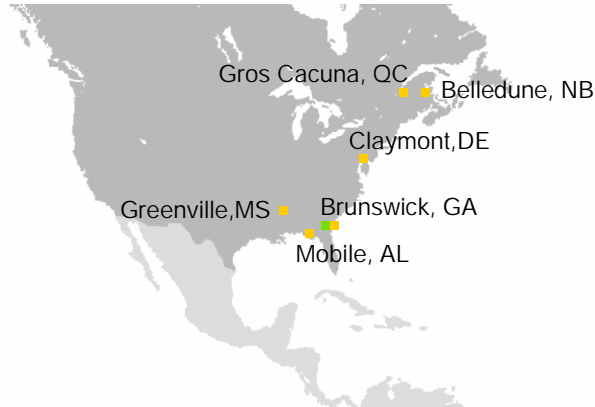 Gros Cacuna, QC
Belledune, NB
Claymont,DE
Greenville,MS
Brunswick, GA
Mobile, AL